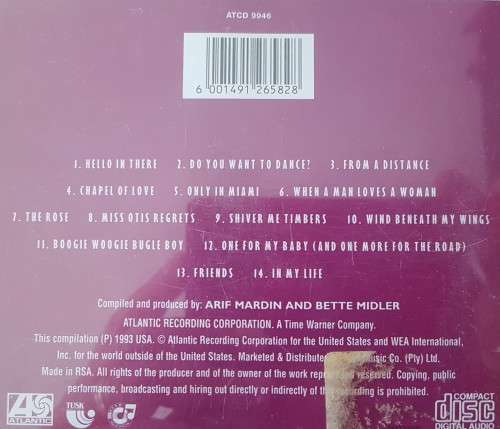 ATCD 9946
6 001491 265828
1. HELLO IN THERE 2. DO YOU WANT TO DANCE? 3. FROM A DISTANCE
4. CHAPEL OF LOVE 5. ONLY IN MIAMI 6. WHEN A MAN LOVES A WOMAN
7. THE ROSE 8. MISS OTIS REGRETS 9. SHIVER ME TIMBERS 10. WIND BENEATH MY WINGS
11. BOOGIE WOOGIE BUGLE BOY 12. ONE FOR MY BABY (AND ONE MORE FOR THE ROAD)
13. FRIENDS 14. IN MY LIFE
Compiled and produced by: ARIF MARDIN AND BETTE MIDLER
ATLANTIC RECORDING CORPORATION. A Time Warner Company.
This compilation (P) 1993 USA. © Atlantic Recording Corporation for the United States and WEA International,
Inc. for the world outside of the United States. Marketed & Distribute Co. (Pty) Ltd.
Made in RSA. All rights of the producer and of the owner of the work reserved. Copying, public
performance, broadcasting and hiring out directly or indirectly of recording is prohibited.
ATLANTIC
TUSK
COMPACT
disc
DIGITAL AUDIO